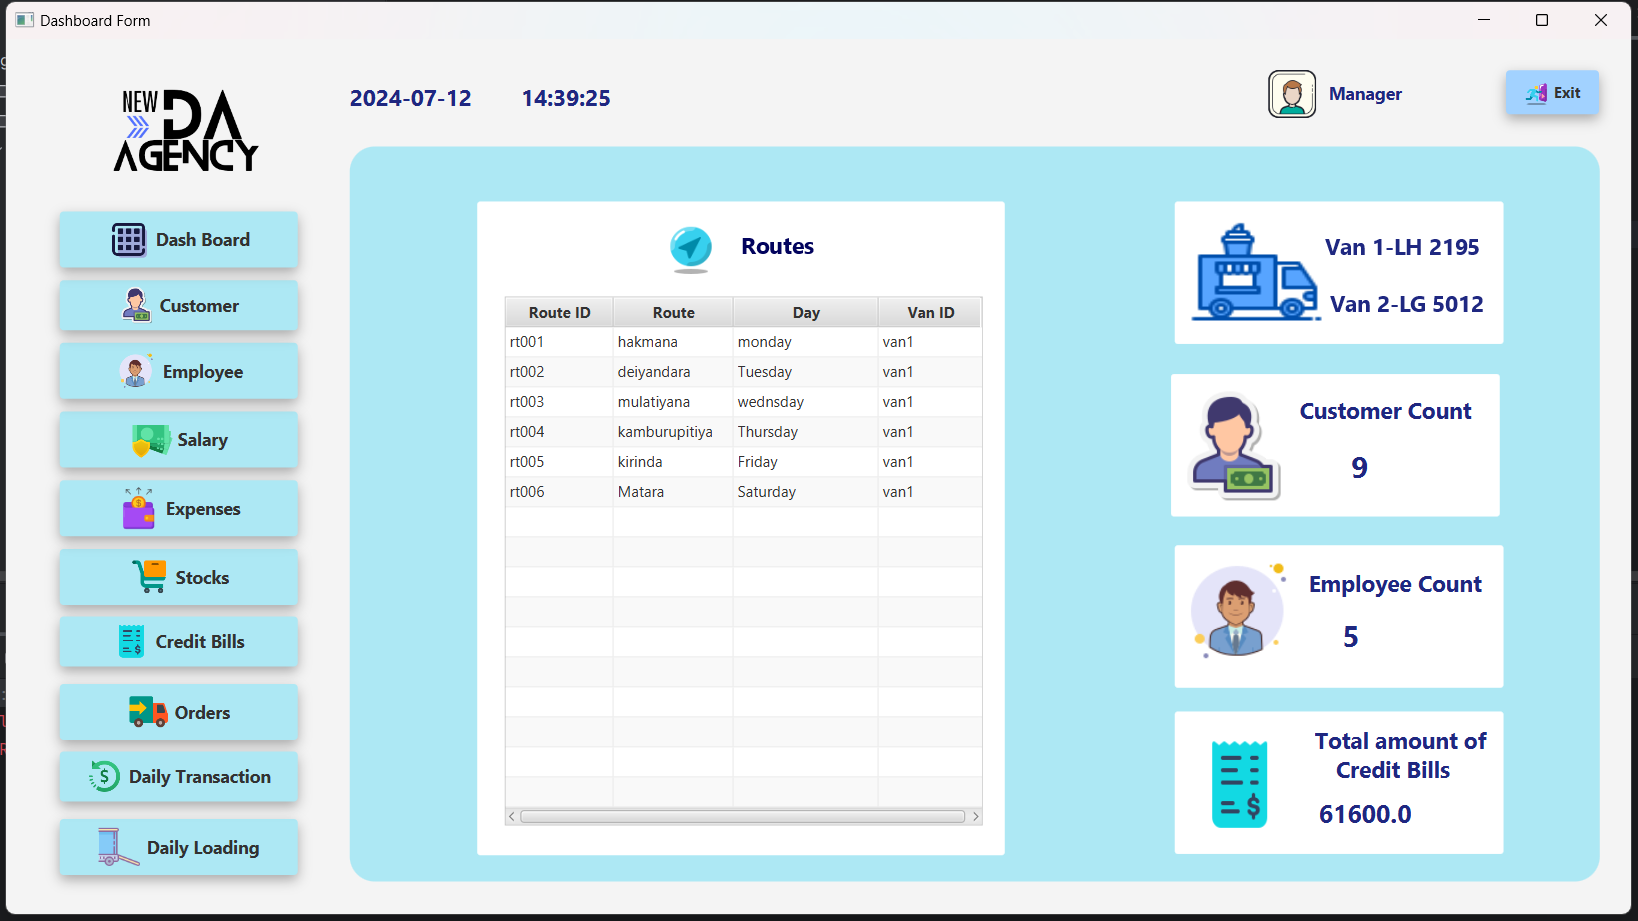 Dashboard Form
NEW
DA
AGENCY
2024-07-12 14:39:25
Manager
Exit
Dash Board
Customer
Employee
Salary
Expenses
Stocks
Credit Bills
Orders
Daily Transaction
Daily Loading
Routes
Route ID Route Day Van ID
rt001 hakmana monday van1
rt002 deiyandara Tuesday van1
rt003 mulatiyana wednsday van1
rt004 kamburupitiya Thursday van1
rt005 kirinda Friday van1
rt006 Matara Saturday van1
Van 1-LH 2195
Van 2-LG 5012
Customer Count
9
Employee Count
5
Total amount of
Credit Bills
61600.0